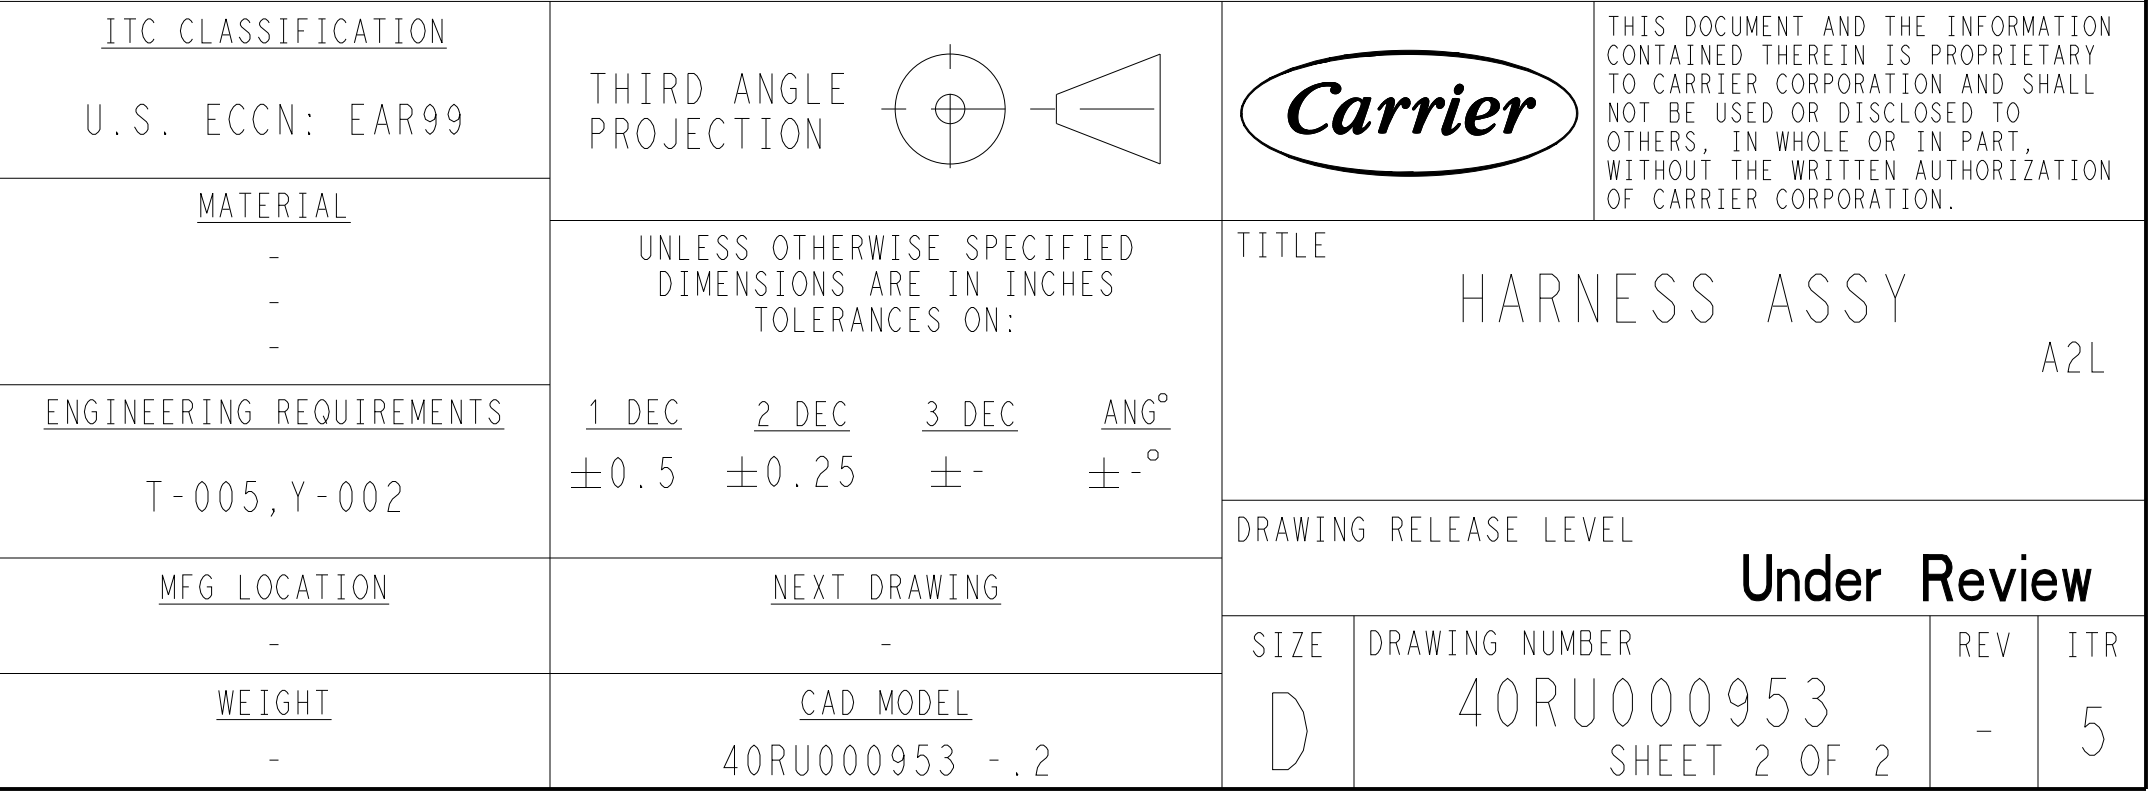 ITC CLASSIFICATION
U.S. ECCN: EAR99
MATERIAL
-
-
-
ENGINEERING REQUIREMENTS
T-005,Y-002
MFG LOCATION
-
WEIGHT
-
THIRD ANGLE
PROJECTION
UNLESS OTHERWISE SPECIFIED
DIMENSIONS ARE IN INCHES
TOLERANCES ON:
1 DEC 2 DEC 3 DEC ANG°
±0.5 ±0.25 ±- ±-°
NEXT DRAWING
-
CAD MODEL
40RU000953 -.2
Carrier
THIS DOCUMENT AND THE INFORMATION
CONTAINED THEREIN IS PROPRIETARY
TO CARRIER CORPORATION AND SHALL
NOT BE USED OR DISCLOSED TO
OTHERS, IN WHOLE OR IN PART,
WITHOUT THE WRITTEN AUTHORIZATION
OF CARRIER CORPORATION.
TITLE
HARNESS ASSY
A2L
DRAWING RELEASE LEVEL
Under Review
SIZE
D
DRAWING NUMBER
40RU000953
SHEET 2 OF 2
REV
-
ITR
5